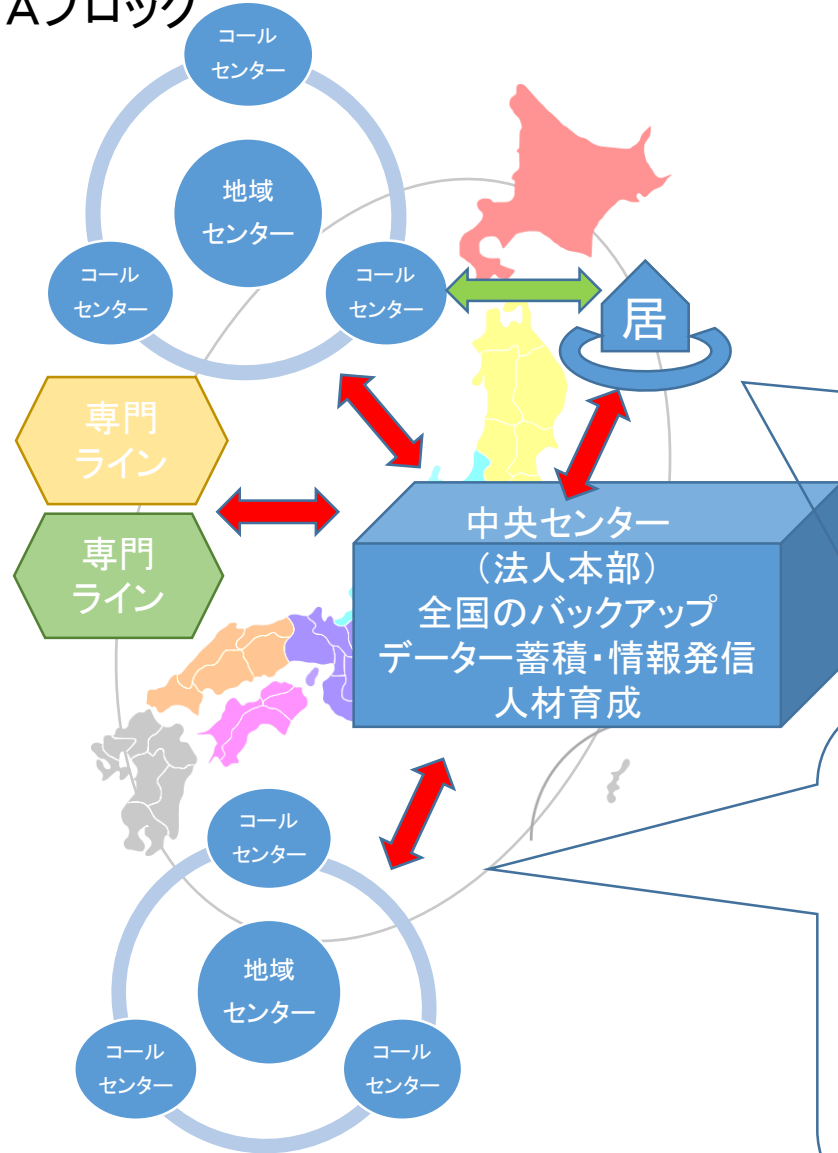 Aブロック
コール
センター
地域
センター
コール
センター
コール
センター
居
専門
ライン
専門
ライン
中央センター
（法人本部）
全国のバックアップ
データー蓄積・情報発信
人材育成
コール
センター
地域
センター
コール
センター
コール
センター